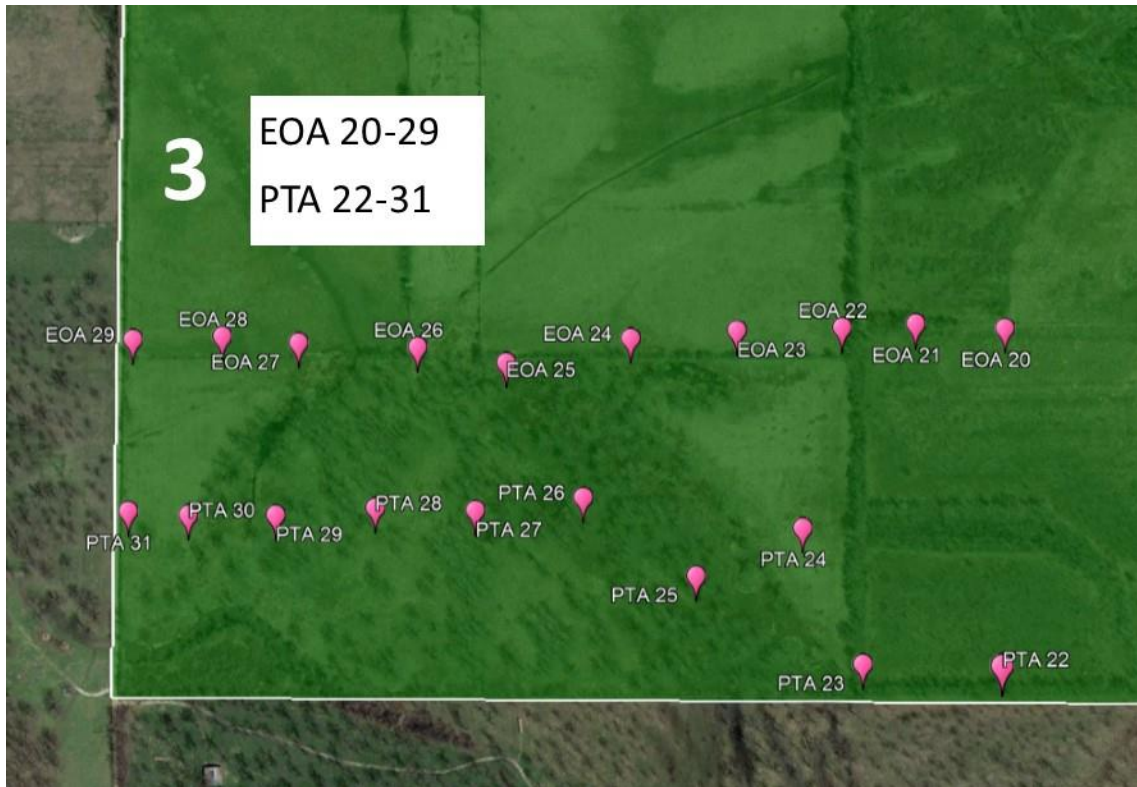 3
EOA 20-29
PTA 22-31
EOA 29
EOA 28
EOA 27
EOA 26
EOA 25
EOA 24
EOA 23
EOA 22
EOA 21
EOA 20
PTA 31
PTA 30
PTA 29
PTA 28
PTA 27
PTA 26
PTA 25
PTA 24
PTA 23
PTA 22